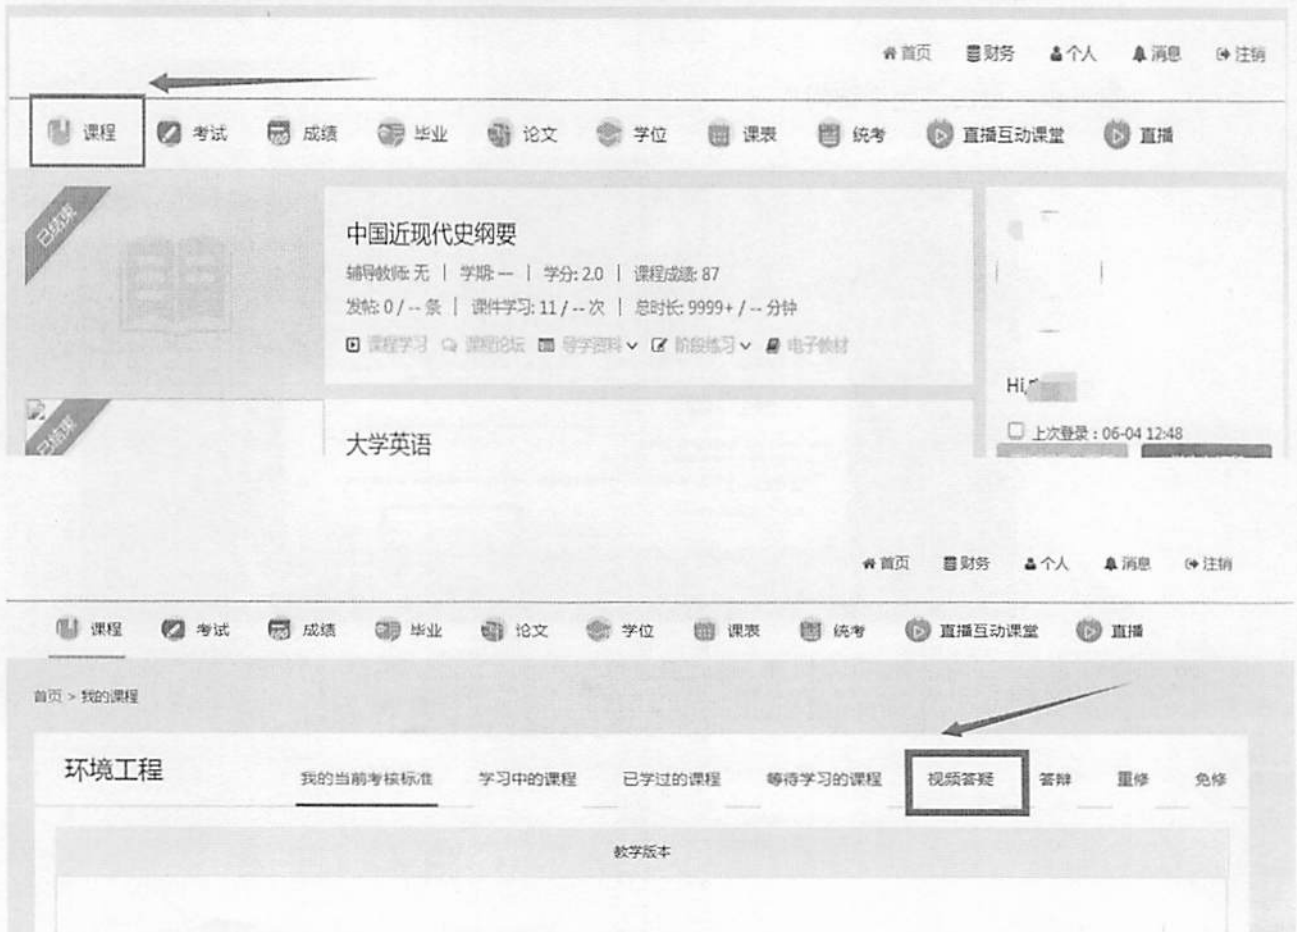 首页 财务 个人 消息 注销
课程 考试 成绩 毕业 论文 学位 课表 统考 直播互动课堂 直播
已结束
中国近现代史纲要
辅导教师: 无 | 学期: -- | 学分: 2.0 | 课程成绩: 87
发帖: 0 / -- 条 | 课件学习: 11 / -- 次 | 总时长: 9999+ / -- 分钟
课程学习 课程论坛 导学资料 阶段练习 电子教材
Hi,
已结束
大学英语
上次登录：06-04 12:48
首页 财务 个人 消息 注销
课程 考试 成绩 毕业 论文 学位 课表 统考 直播互动课堂 直播
首页 > 我的课程
环境工程 我的当前考核标准 学习中的课程 已学过的课程 等待学习的课程 视频答疑 答辩 重修 免修
教学版本